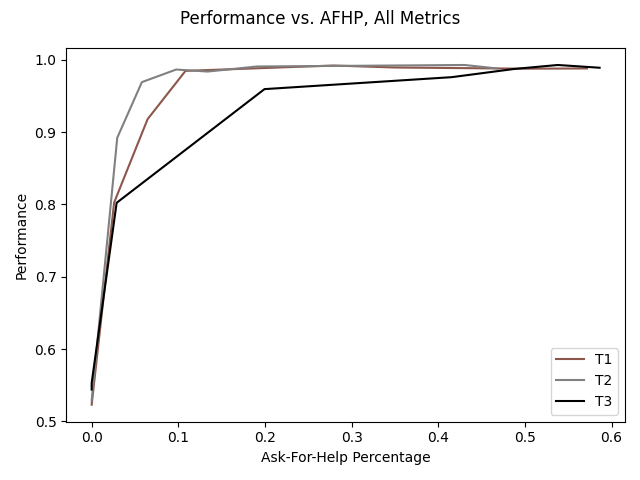 Performance vs. AFHP, All Metrics
1.0
0.9
0.8
0.7
0.6
0.5
Performance
0.0 0.1 0.2 0.3 0.4 0.5 0.6
Ask-For-Help Percentage
T1
T2
T3